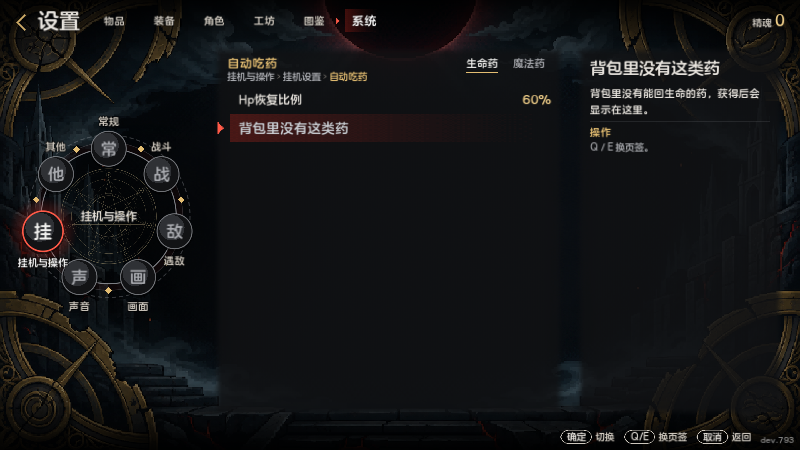 设置
物品
装备
角色
工坊
图鉴
系统
精魂 0
自动吃药
挂机与操作 > 挂机设置 > 自动吃药
生命药
魔法药
Hp恢复比例
60%
背包里没有这类药
背包里没有这类药
背包里没有能回生命的药，获得后会
显示在这里。
操作
Q / E 换页签。
常规
常
其他
他
战斗
战
挂机与操作
挂
挂机与操作
敌
遇敌
声
声音
画
画面
确定 切换
Q/E 换页签
取消 返回
dev.793